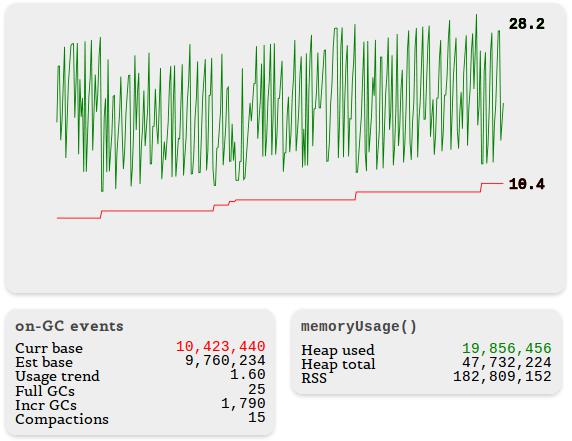 28.2
10.4
on-GC events
Curr base 10,423,440
Est base 9,760,234
Usage trend 1.60
Full GCs 25
Incr GCs 1,790
Compactions 15
memoryUsage()
Heap used 19,856,456
Heap total 47,732,224
RSS 182,809,152